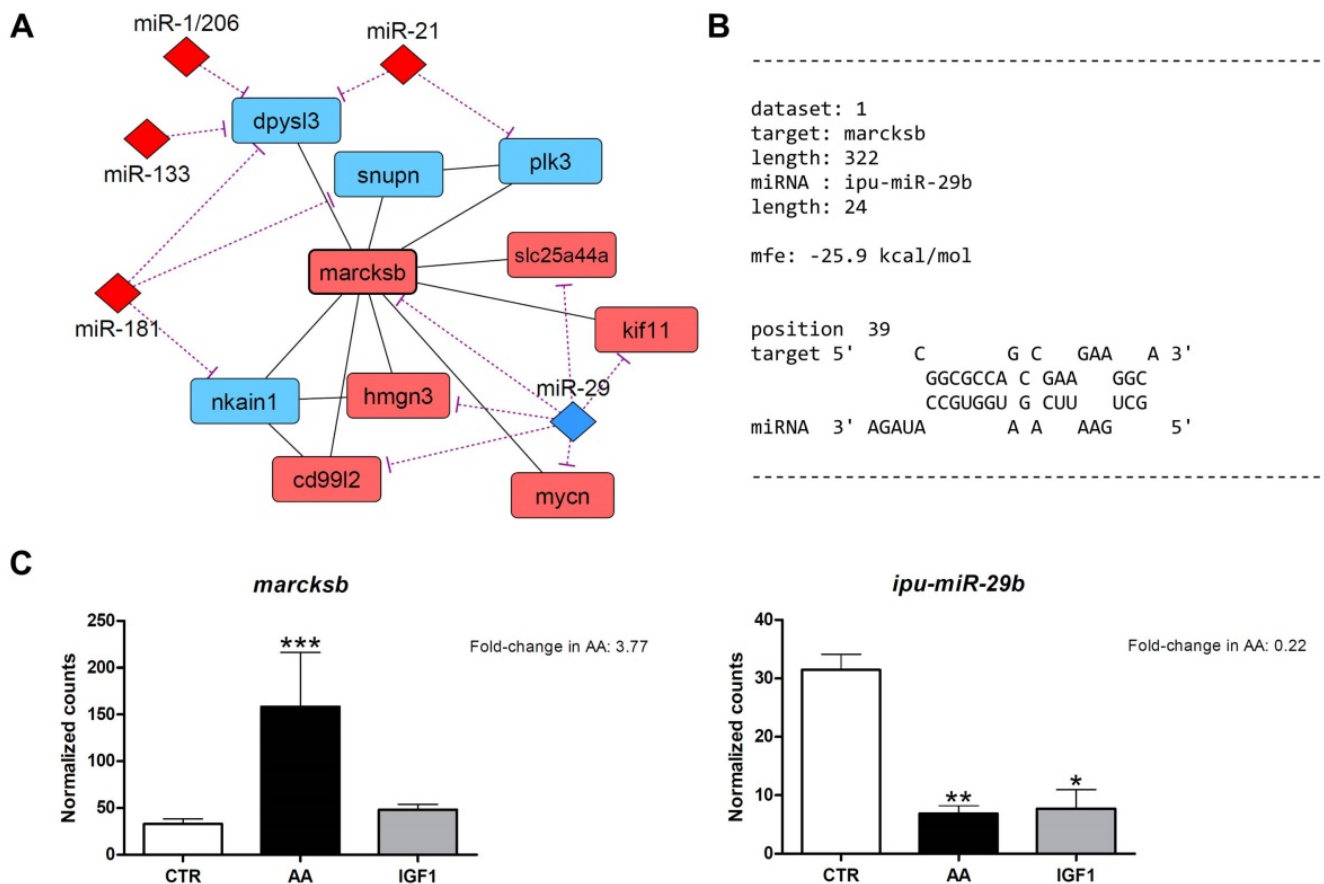 A
miR-1/206
miR-21
dpysl3
miR-133
plk3
snupn
slc25a44a
marcksb
miR-181
kif11
miR-29
nkain1
hmgn3
cd99l2
mycn
B
------------------------------------------------
dataset: 1
target: marcksb
length: 322
miRNA : ipu-miR-29b
length: 24
mfe: -25.9 kcal/mol
position 39
target 5' C G C GAA A 3'
GGCGCCA C GAA GGC
CCGUGGU G CUU UCG
miRNA 3' AGAUA A A AAG 5'
------------------------------------------------
C
marcksb
Fold-change in AA: 3.77
Normalized counts
250
200
150
100
50
0
***
CTR AA IGF1
ipu-miR-29b
Fold-change in AA: 0.22
Normalized counts
40
30
20
10
0
**
*
CTR AA IGF1